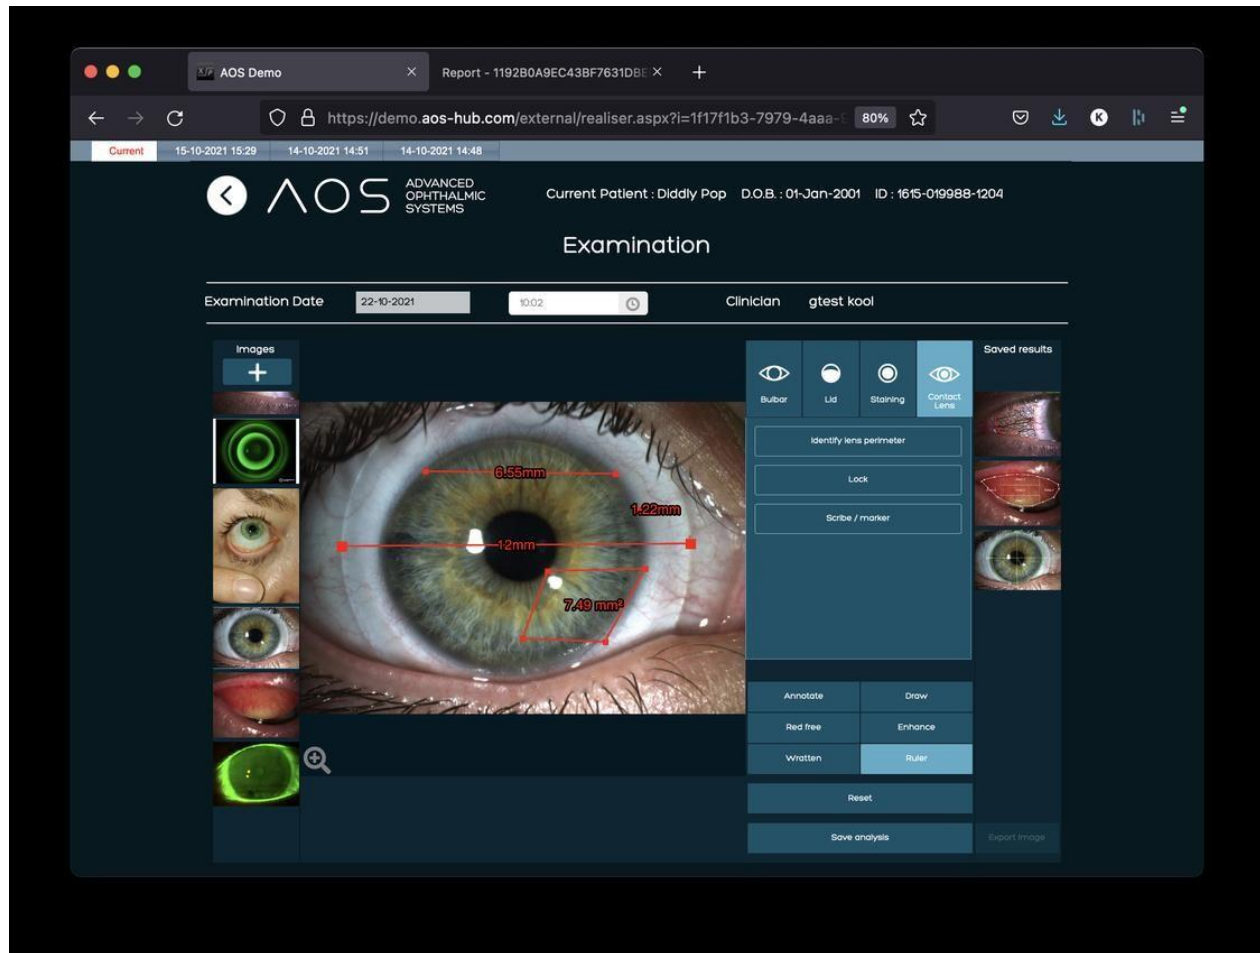 AOS Demo
Report - 1192B0A9EC43BF7631DBE
https://demo.aos-hub.com/external/realiser.aspx?i=1f17f1b3-7979-4aaa-
80%
K
Current 15-10-2021 15:29 14-10-2021 14:51 14-10-2021 14:48
AOS
ADVANCED
OPHTHALMIC
SYSTEMS
Current Patient : Diddly Pop D.O.B. : 01-Jan-2001 ID : 1615-019988-1204
Examination
Examination Date 22-10-2021 10:02 Clinician gtest kool
Images
+
6.55mm
1.22mm
12mm
7.49 mm²
Bulbar
Lid
Staining
Contact
Lens
Identify lens perimeter
Lock
Scribe / marker
Annotate Draw
Red free Enhance
Wratten Ruler
Reset
Save analysis
Saved results
Export Image